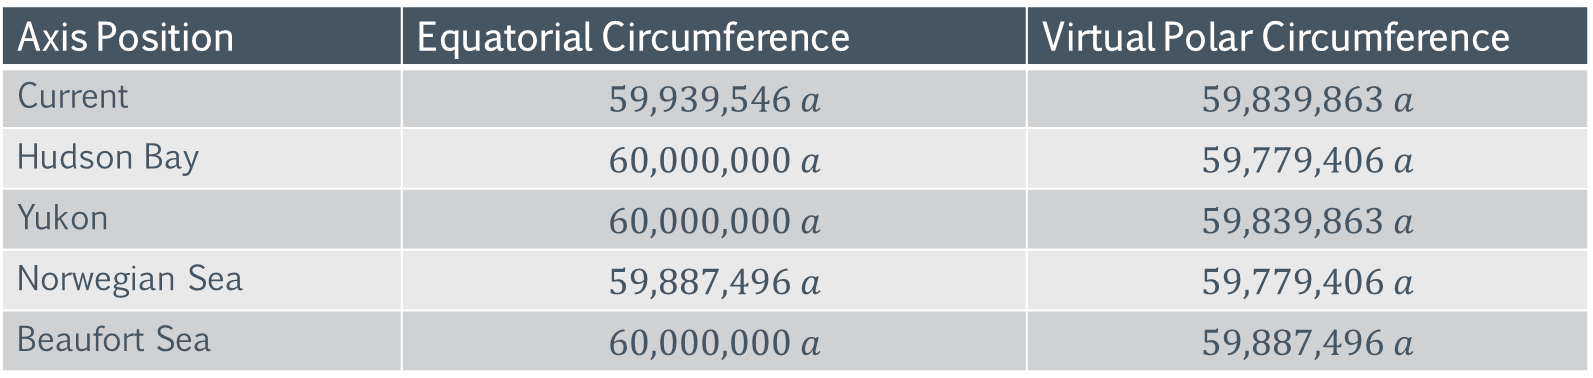 Axis Position Equatorial Circumference Virtual Polar Circumference
Current 59,939,546 a 59,839,863 a
Hudson Bay 60,000,000 a 59,779,406 a
Yukon 60,000,000 a 59,839,863 a
Norwegian Sea 59,887,496 a 59,779,406 a
Beaufort Sea 60,000,000 a 59,887,496 a